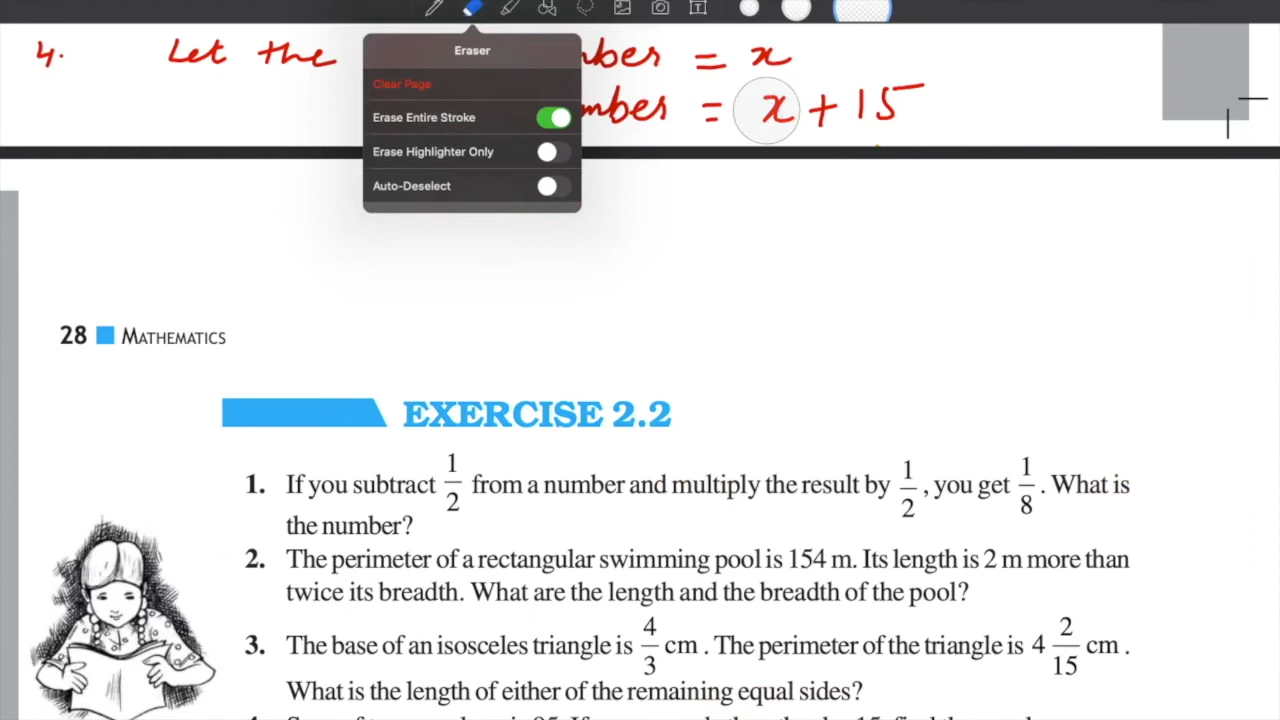 4. Let the = x
= x + 15
Eraser
Clear Page
Erase Entire Stroke
Erase Highlighter Only
Auto-Deselect
28 MATHEMATICS
EXERCISE 2.2
1. If you subtract 1/2 from a number and multiply the result by 1/2, you get 1/8. What is
the number?
2. The perimeter of a rectangular swimming pool is 154 m. Its length is 2 m more than
twice its breadth. What are the length and the breadth of the pool?
3. The base of an isosceles triangle is 4/3 cm. The perimeter of the triangle is 4 2/15 cm.
What is the length of either of the remaining equal sides?